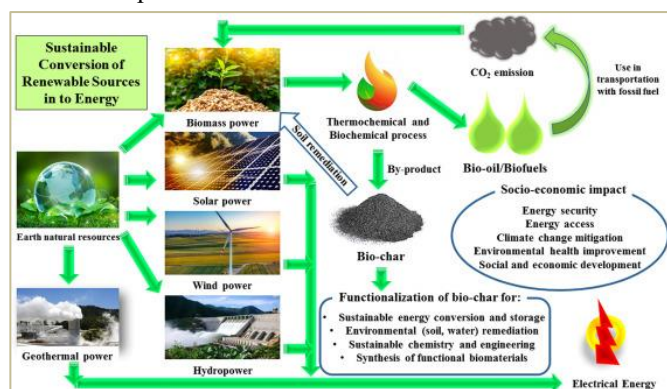 Sustainable
Conversion of
Renewable Sources
in to Energy
Biomass power
Thermochemical and
Biochemical process
CO₂ emission
Use in
transportation
with fossil fuel
Bio-oil/Biofuels
Soil remediation
By-product
Solar power
Earth natural resources
Bio-char
Socio-economic impact
Energy security
Energy access
Climate change mitigation
Environmental health improvement
Social and economic development
Wind power
Functionalization of bio-char for:
• Sustainable energy conversion and storage
• Environmental (soil, water) remediation
• Sustainable chemistry and engineering
• Synthesis of functional biomaterials
Geothermal power
Hydropower
Electrical Energy